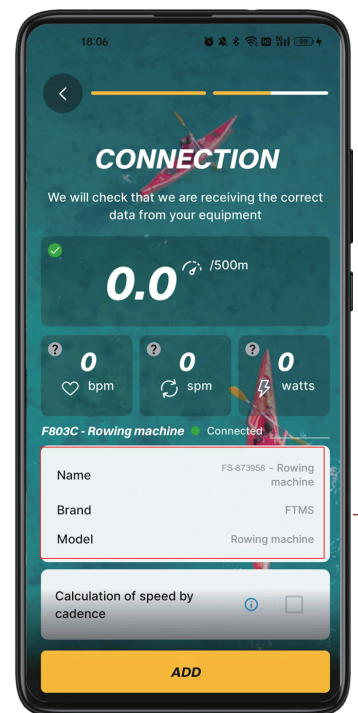 18:06
CONNECTION
We will check that we are receiving the correct
data from your equipment
0.0 /500m
? 0 bpm
? 0 spm
? 0 watts
F803C - Rowing machine Connected
Name FS-873958 - Rowing
machine
Brand FTMS
Model Rowing machine
Calculation of speed by
cadence
ADD